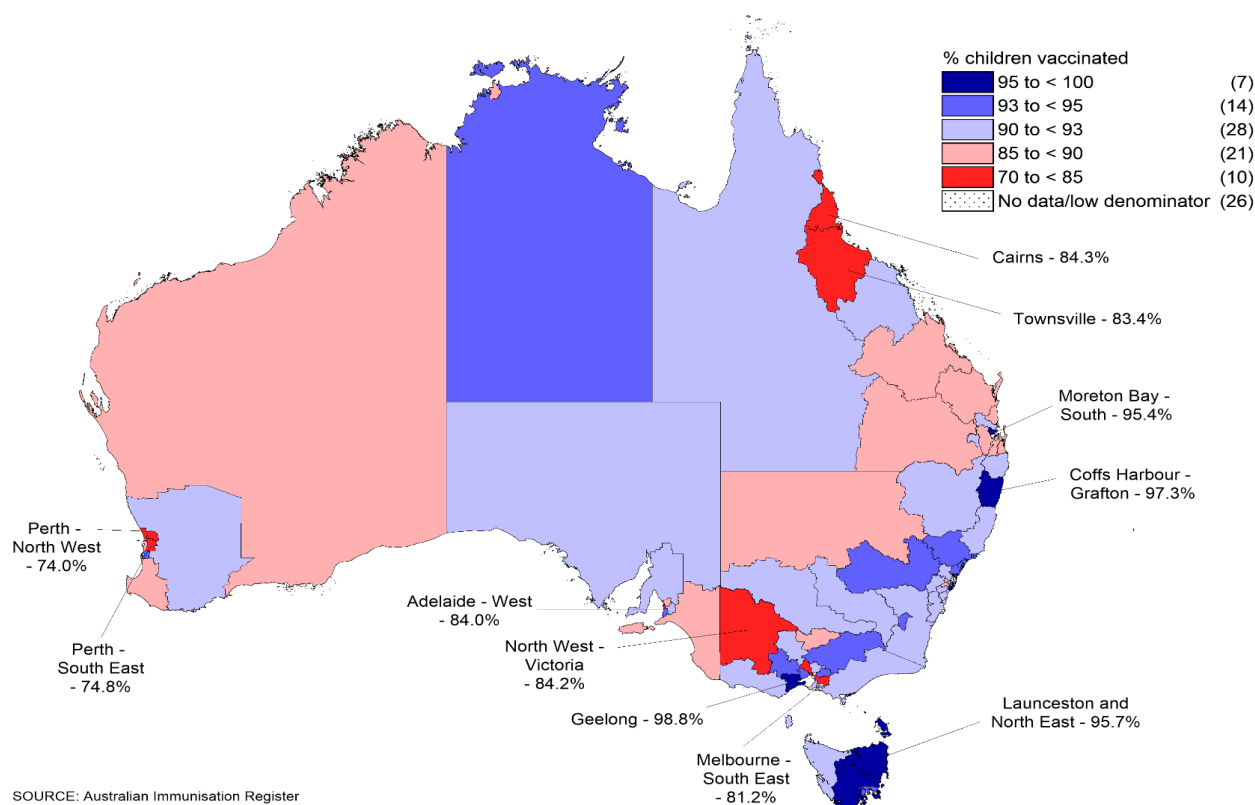 % children vaccinated
95 to < 100 (7)
93 to < 95 (14)
90 to < 93 (28)
85 to < 90 (21)
70 to < 85 (10)
No data/low denominator (26)
Cairns - 84.3%
Townsville - 83.4%
Moreton Bay -
South - 95.4%
Coffs Harbour -
Grafton - 97.3%
Perth -
North West
- 74.0%
Perth -
South East
- 74.8%
Adelaide - West
- 84.0%
North West -
Victoria
- 84.2%
Geelong - 98.8%
Melbourne -
South East
- 81.2%
Launceston and
North East - 95.7%
SOURCE: Australian Immunisation Register